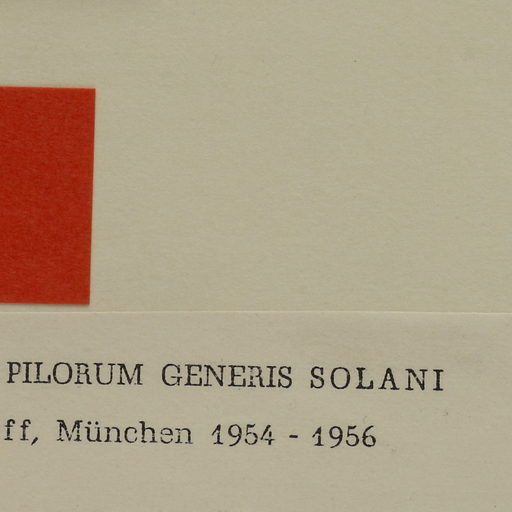 PILORUM GENERIS SOLANI
ff, München 1954 - 1956